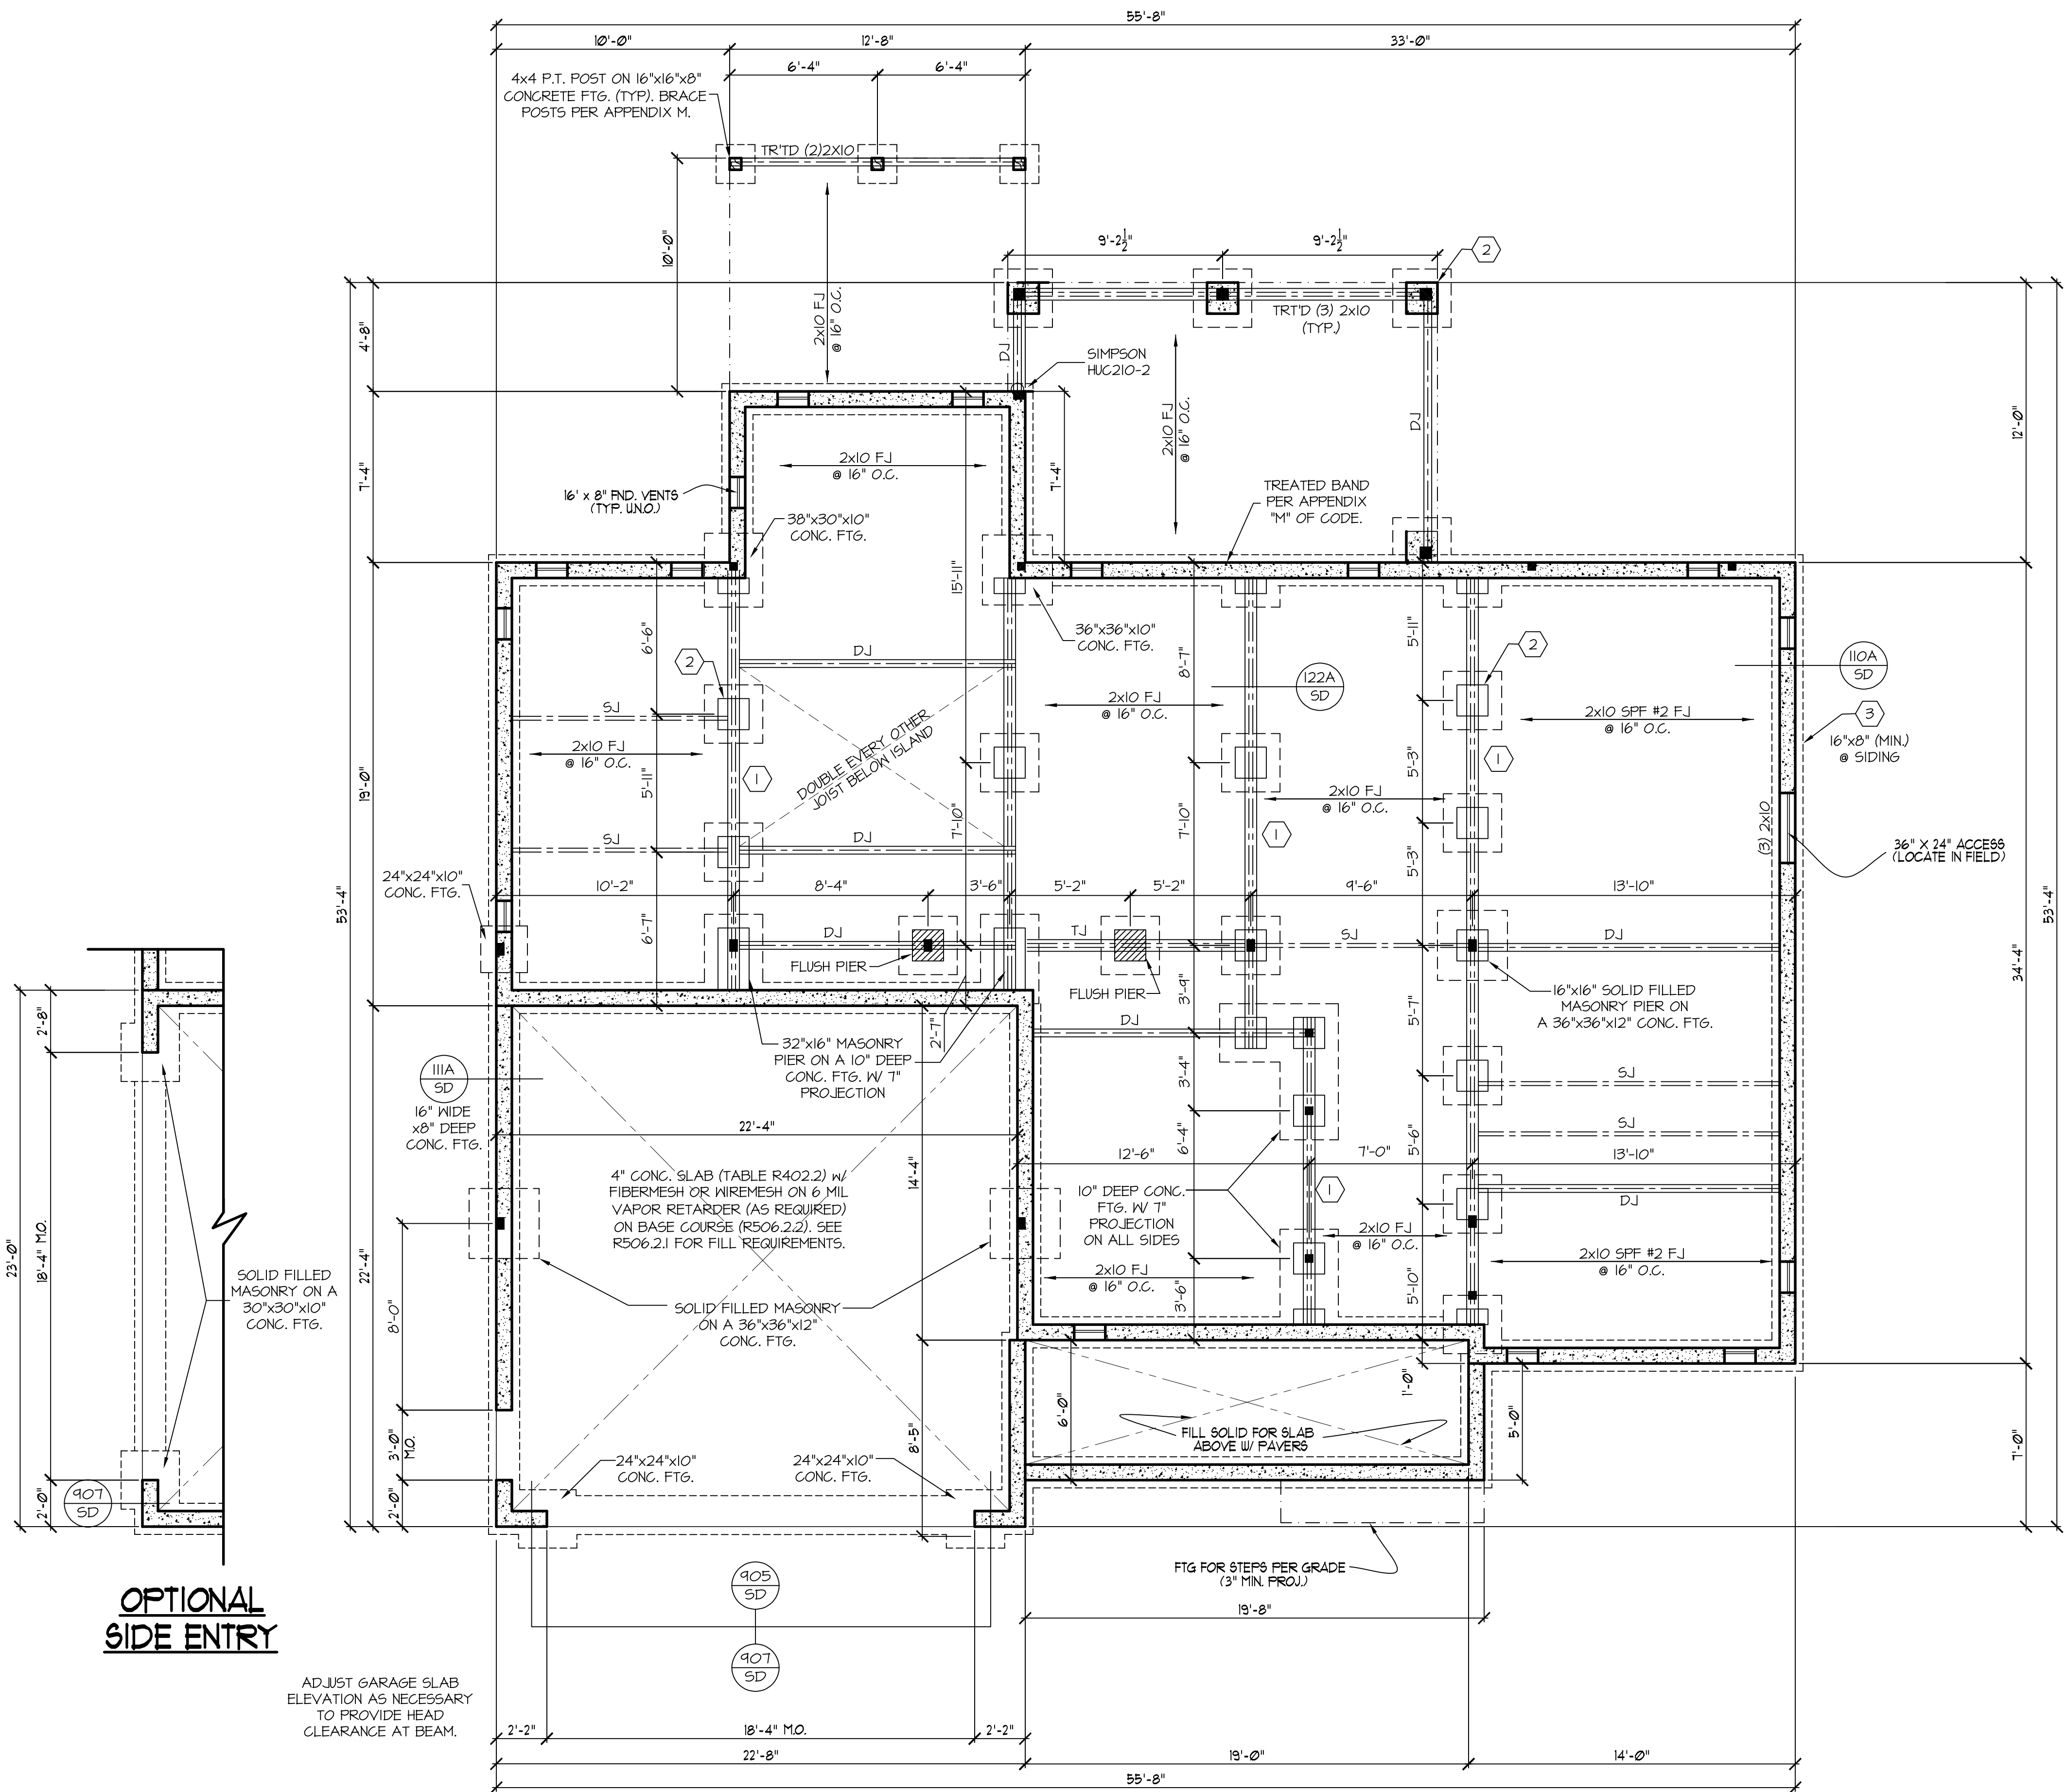 55'-8"
10'-0"
12'-8"
33'-0"
6'-4"
6'-4"
4x4 P.T. POST ON 16"x16"x8"
CONCRETE FTG. (TYP). BRACE
POSTS PER APPENDIX M.
TR'TD (2)2X10
10'-0"
2x10 FJ
@ 16" O.C.
9'-2½"
9'-2½"
2
TRT'D (3) 2x10
(TYP.)
DJ
SIMPSON
HUC210-2
2x10 FJ
@ 16" O.C.
DJ
4'-8"
12'-0"
7'-4"
7'-4"
2x10 FJ
@ 16" O.C.
16' x 8" FND. VENTS
(TYP. U.N.O.)
38"x30"x10"
CONC. FTG.
TREATED BAND
PER APPENDIX
"M" OF CODE.
15'-11"
6'-6"
36"x36"x10"
CONC. FTG.
8'-7"
5'-11"
2
2
DJ
122A
SD
110A
SD
2x10 FJ
@ 16" O.C.
2x10 SPF #2 FJ
@ 16" O.C.
3
16"x8" (MIN.)
@ SIDING
SJ
2x10 FJ
@ 16" O.C.
DOUBLE EVERY OTHER
JOIST BELOW ISLAND
1
5'-11"
5'-3"
1
19'-0"
2x10 FJ
@ 16" O.C.
7'-10"
7'-10"
1
(3) 2x10
36" X 24" ACCESS
(LOCATE IN FIELD)
SJ
DJ
5'-3"
53'-4"
53'-4"
24"x24"x10"
CONC. FTG.
10'-2"
8'-4"
3'-6"
5'-2"
5'-2"
9'-6"
13'-10"
6'-7"
DJ
TJ
SJ
DJ
FLUSH PIER
FLUSH PIER
3'-9"
16"x16" SOLID FILLED
MASONRY PIER ON
A 36"x36"x12" CONC. FTG.
34'-4"
5'-7"
2'-8"
2'-7"
DJ
32"x16" MASONRY
PIER ON A 10" DEEP
CONC. FTG. W/ 7"
PROJECTION
111A
SD
16" WIDE
x8" DEEP
CONC. FTG.
3'-4"
SJ
22'-4"
SJ
5'-6"
6'-4"
12'-6"
7'-0"
13'-10"
4" CONC. SLAB (TABLE R402.2) W/
FIBERMESH OR WIREMESH ON 6 MIL
VAPOR RETARDER (AS REQUIRED)
ON BASE COURSE (R506.2.2). SEE
R506.2.1 FOR FILL REQUIREMENTS.
14'-4"
10" DEEP CONC.
FTG. W/ 7"
PROJECTION
ON ALL SIDES
1
DJ
2x10 FJ
@ 16" O.C.
2x10 SPF #2 FJ
@ 16" O.C.
2x10 FJ
@ 16" O.C.
23'-0"
18'-4" M.O.
22'-4"
SOLID FILLED
MASONRY ON A
30"x30"x10"
CONC. FTG.
8'-0"
SOLID FILLED MASONRY
ON A 36"x36"x12"
CONC. FTG.
3'-6"
5'-10"
1'-0"
6'-0"
5'-0"
FILL SOLID FOR SLAB
ABOVE W/ PAVERS
8'-5"
3'-0"
M.O.
24"x24"x10"
CONC. FTG.
24"x24"x10"
CONC. FTG.
7'-0"
2'-0"
2'-0"
907
SD
FTG FOR STEPS PER GRADE
(3" MIN. PROJ.)
905
SD
19'-8"
907
SD
OPTIONAL
SIDE ENTRY
ADJUST GARAGE SLAB
ELEVATION AS NECESSARY
TO PROVIDE HEAD
CLEARANCE AT BEAM.
2'-2"
18'-4" M.O.
2'-2"
22'-8"
19'-0"
14'-0"
55'-8"